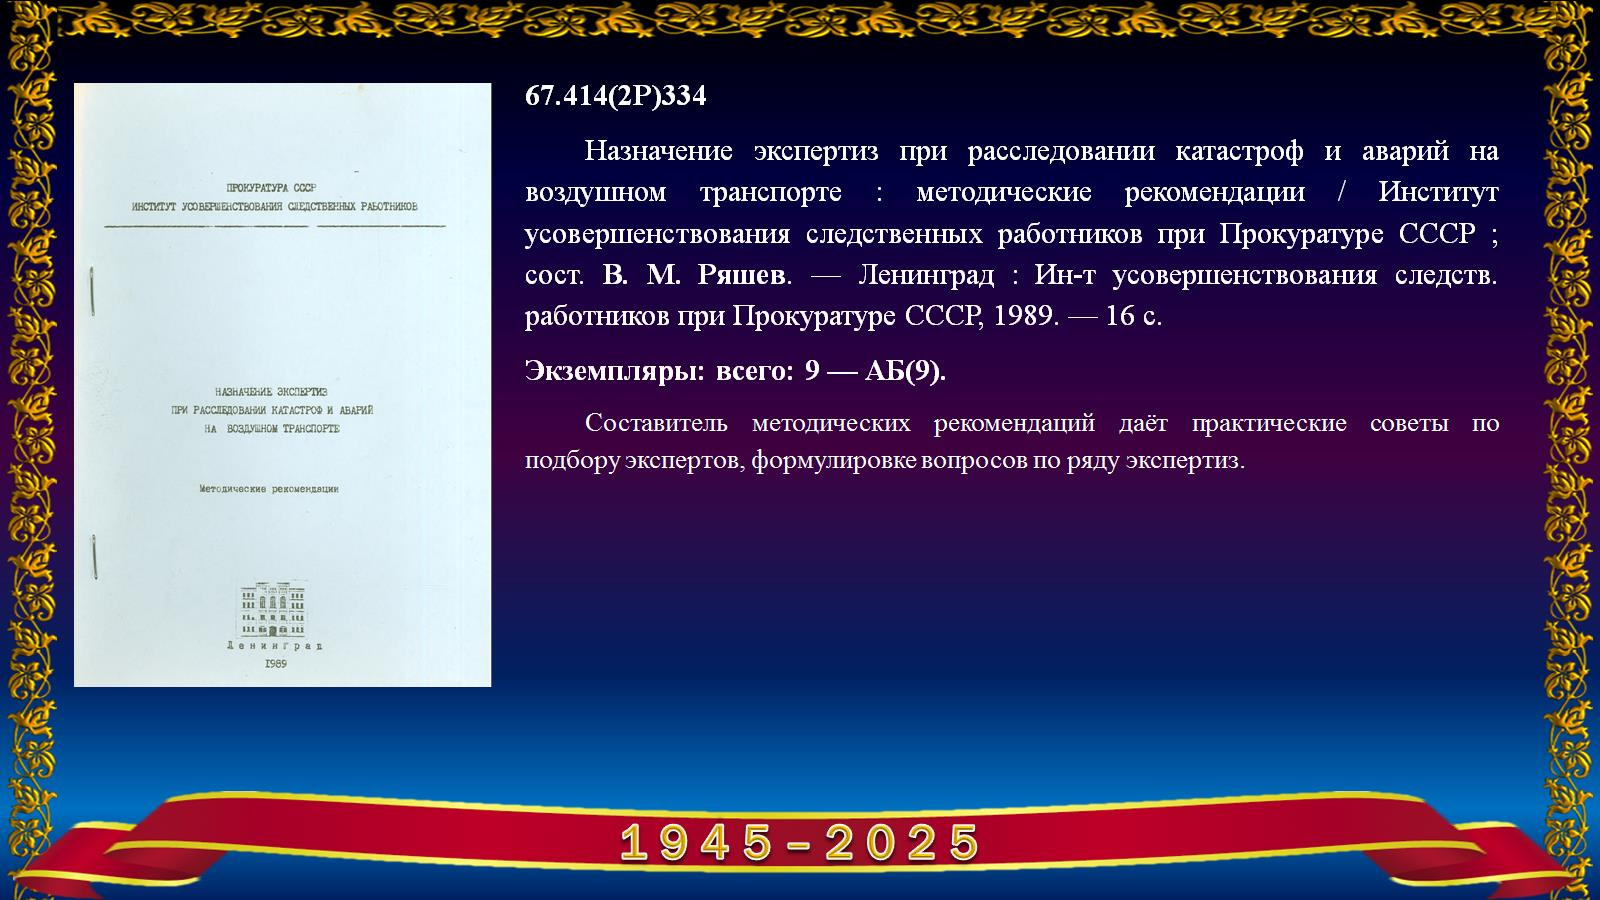 ПРОКУРАТУРА СССР
ИНСТИТУТ УСОВЕРШЕНСТВОВАНИЯ СЛЕДСТВЕННЫХ РАБОТНИКОВ
НАЗНАЧЕНИЕ ЭКСПЕРТИЗ
ПРИ РАССЛЕДОВАНИИ КАТАСТРОФ И АВАРИЙ
НА ВОЗДУШНОМ ТРАНСПОРТЕ
Методические рекомендации
Ленинград
1989
67.414(2Р)334
Назначение экспертиз при расследовании катастроф и аварий на
воздушном транспорте : методические рекомендации / Институт
усовершенствования следственных работников при Прокуратуре СССР ;
сост. В. М. Ряшев. — Ленинград : Ин-т усовершенствования следств.
работников при Прокуратуре СССР, 1989. — 16 с.
Экземпляры: всего: 9 — АБ(9).
Составитель методических рекомендаций даёт практические советы по
подбору экспертов, формулировке вопросов по ряду экспертиз.
1945–2025